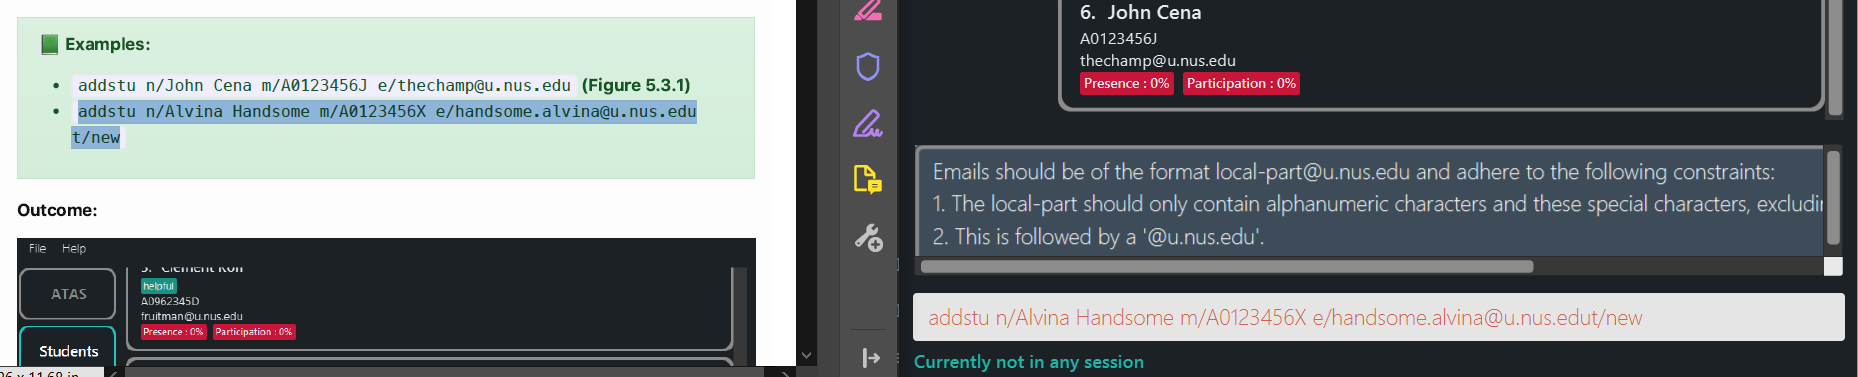 Examples:
addstu n/John Cena m/A0123456J e/thechamp@u.nus.edu (Figure 5.3.1)
addstu n/Alvina Handsome m/A0123456X e/handsome.alvina@u.nus.edu
t/new
Outcome:
File Help
helpful
A0962345D
fruitman@u.nus.edu
Presence : 0% Participation : 0%
ATAS
Students
6. John Cena
A0123456J
thechamp@u.nus.edu
Presence : 0% Participation : 0%
Emails should be of the format local-part@u.nus.edu and adhere to the following constraints:
1. The local-part should only contain alphanumeric characters and these special characters,
2. This is followed by a '@u.nus.edu'.
addstu n/Alvina Handsome m/A0123456X e/handsome.alvina@u.nus.edut/new
Currently not in any session